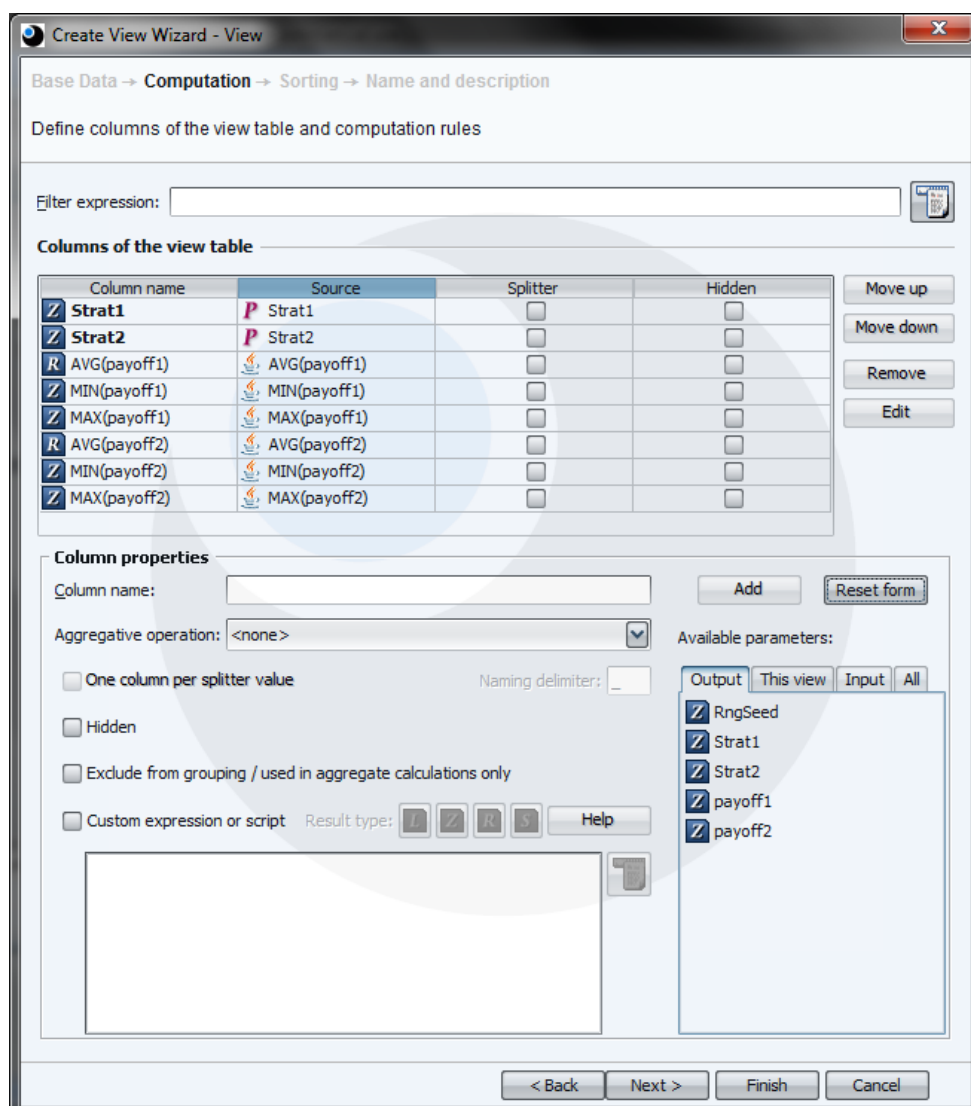 Create View Wizard - View
X
Base Data → Computation → Sorting → Name and description
Define columns of the view table and computation rules
Filter expression:
Columns of the view table
Column name Source Splitter Hidden
Z Strat1 P Strat1
Z Strat2 P Strat2
R AVG(payoff1) AVG(payoff1)
Z MIN(payoff1) MIN(payoff1)
Z MAX(payoff1) MAX(payoff1)
R AVG(payoff2) AVG(payoff2)
Z MIN(payoff2) MIN(payoff2)
Z MAX(payoff2) MAX(payoff2)
Move up
Move down
Remove
Edit
Column properties
Column name:
Add Reset form
Aggregative operation: <none>
One column per splitter value Naming delimiter: _
Hidden
Exclude from grouping / used in aggregate calculations only
Custom expression or script Result type: L Z R S Help
Available parameters:
Output This view Input All
Z RngSeed
Z Strat1
Z Strat2
Z payoff1
Z payoff2
< Back Next > Finish Cancel